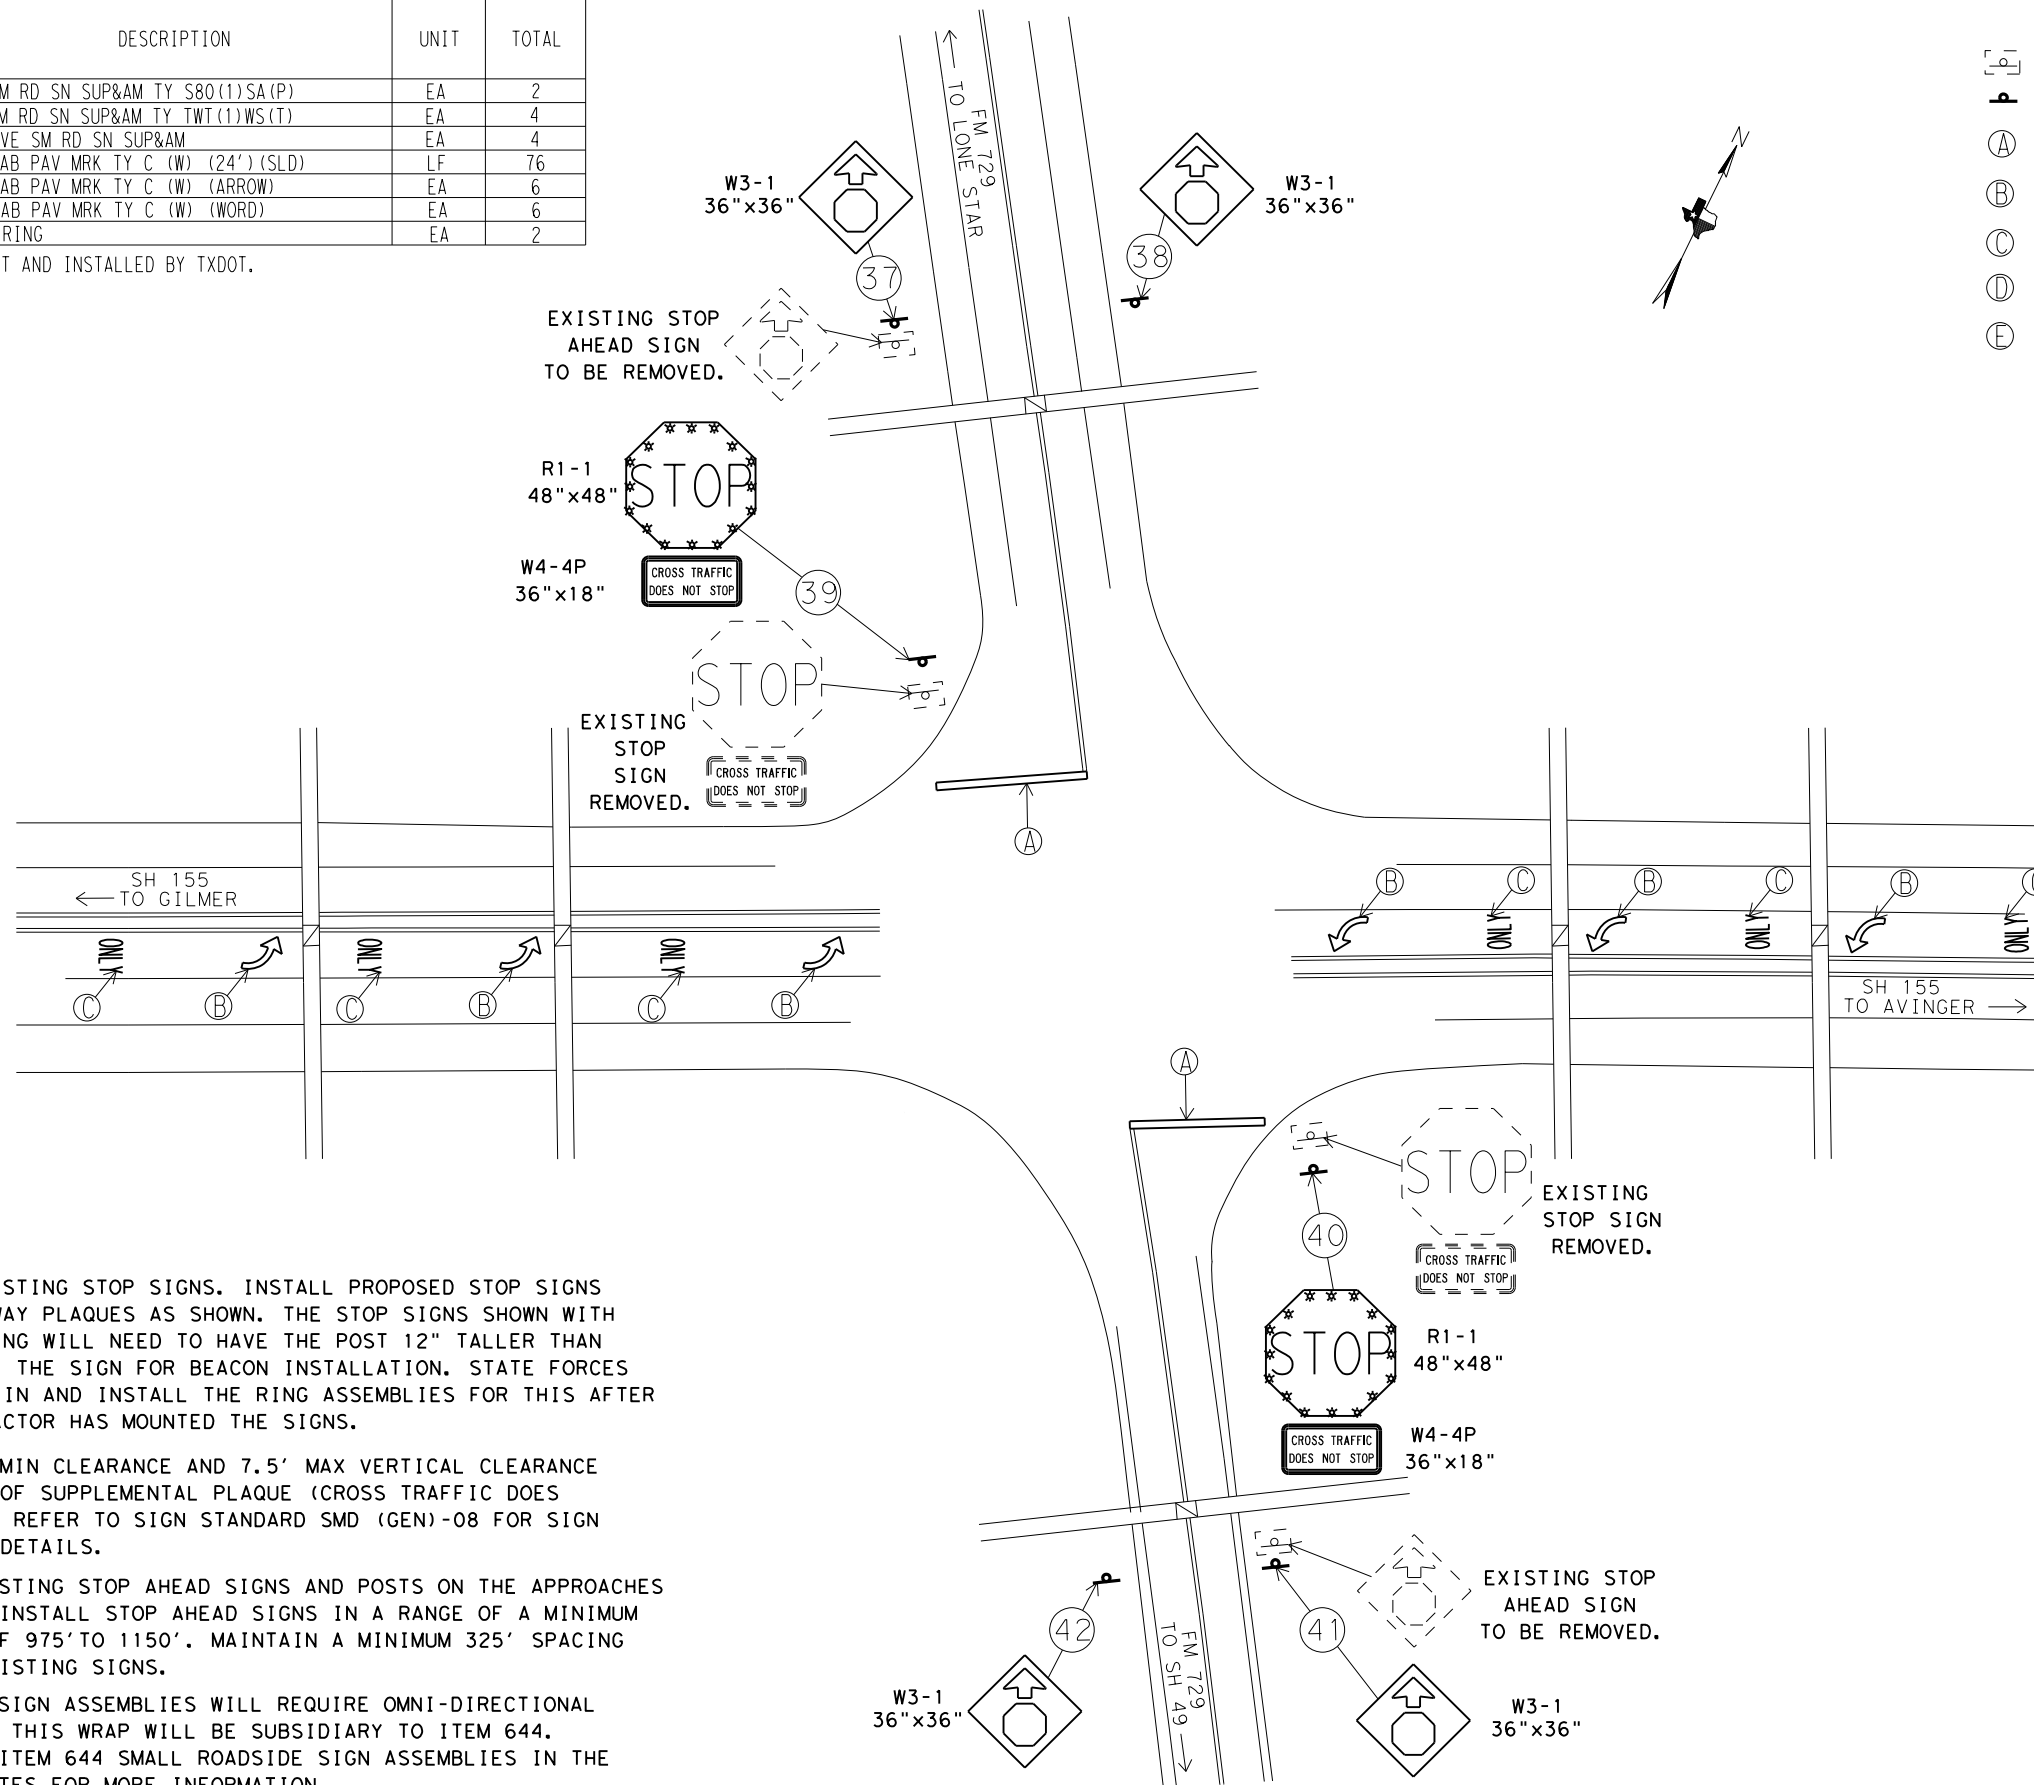 DESCRIPTION UNIT TOTAL
M RD SN SUP&AM TY S80(1)SA(P) EA 2
M RD SN SUP&AM TY TWT(1)WS(T) EA 4
VE SM RD SN SUP&AM EA 4
AB PAV MRK TY C (W) (24')(SLD) LF 76
AB PAV MRK TY C (W) (ARROW) EA 6
AB PAV MRK TY C (W) (WORD) EA 6
RING EA 2
T AND INSTALLED BY TXDOT.
FM 729
TO LONE STAR
N
A
B
C
D
E
W3-1
36"x36"
37
W3-1
36"x36"
38
EXISTING STOP
AHEAD SIGN
TO BE REMOVED.
R1-1
48"x48"
STOP
W4-4P
36"x18"
CROSS TRAFFIC
DOES NOT STOP
39
STOP
EXISTING
STOP
SIGN
REMOVED.
CROSS TRAFFIC
DOES NOT STOP
A
SH 155
TO GILMER
ONLY
ONLY
ONLY
C
B
C
B
C
B
B
C
B
C
B
C
ONLY
ONLY
ONLY
SH 155
TO AVINGER
A
STOP
EXISTING
STOP SIGN
REMOVED.
CROSS TRAFFIC
DOES NOT STOP
40
STOP
R1-1
48"x48"
CROSS TRAFFIC
DOES NOT STOP
W4-4P
36"x18"
EXISTING STOP
AHEAD SIGN
TO BE REMOVED.
42
41
FM 729
TO SH 49
W3-1
36"x36"
W3-1
36"x36"
ISTING STOP SIGNS. INSTALL PROPOSED STOP SIGNS
WAY PLAQUES AS SHOWN. THE STOP SIGNS SHOWN WITH
NG WILL NEED TO HAVE THE POST 12" TALLER THAN
THE SIGN FOR BEACON INSTALLATION. STATE FORCES
IN AND INSTALL THE RING ASSEMBLIES FOR THIS AFTER
ACTOR HAS MOUNTED THE SIGNS.
MIN CLEARANCE AND 7.5' MAX VERTICAL CLEARANCE
OF SUPPLEMENTAL PLAQUE (CROSS TRAFFIC DOES
REFER TO SIGN STANDARD SMD (GEN)-08 FOR SIGN
DETAILS.
STING STOP AHEAD SIGNS AND POSTS ON THE APPROACHES
INSTALL STOP AHEAD SIGNS IN A RANGE OF A MINIMUM
F 975'TO 1150'. MAINTAIN A MINIMUM 325' SPACING
ISTING SIGNS.
SIGN ASSEMBLIES WILL REQUIRE OMNI-DIRECTIONAL
THIS WRAP WILL BE SUBSIDIARY TO ITEM 644.
ITEM 644 SMALL ROADSIDE SIGN ASSEMBLIES IN THE
TES FOR MORE INFORMATION